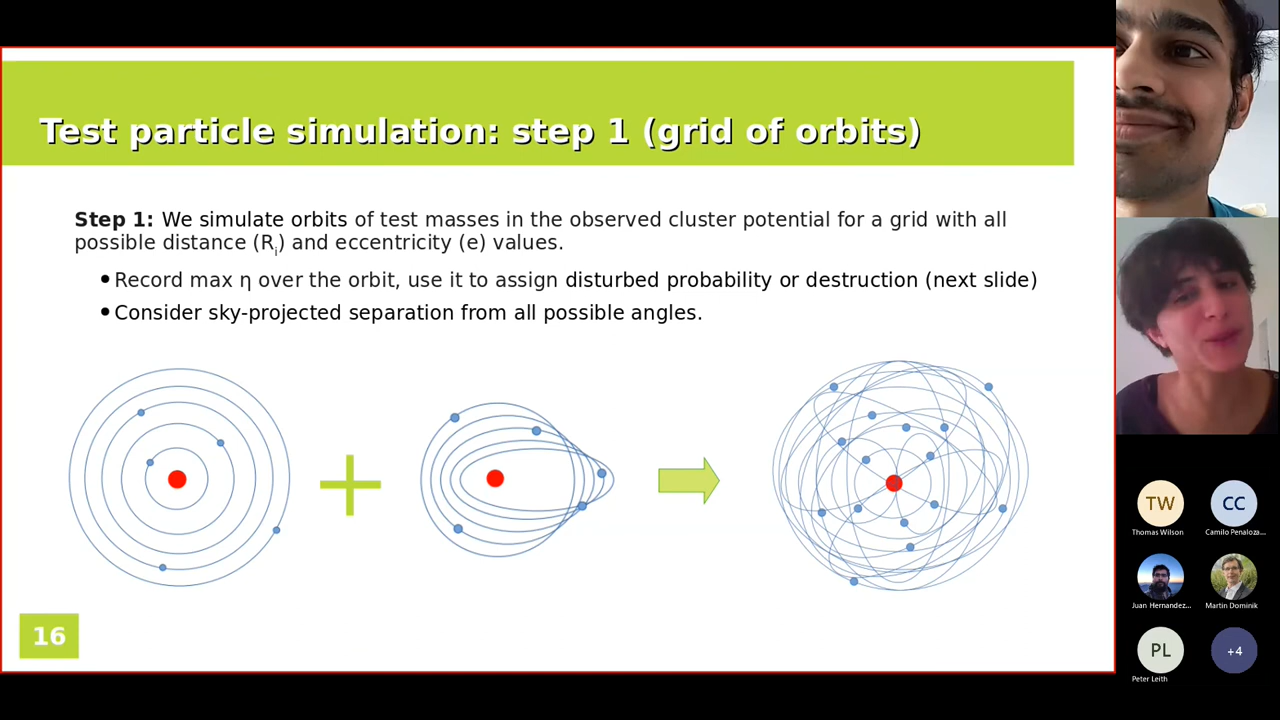 Test particle simulation: step 1 (grid of orbits)
Step 1: We simulate orbits of test masses in the observed cluster potential for a grid with all
possible distance (Ri) and eccentricity (e) values.
• Record max η over the orbit, use it to assign disturbed probability or destruction (next slide)
• Consider sky-projected separation from all possible angles.
16
TW
CC
Thomas Wilson
Camilo Penaloza...
Juan Hernandez...
Martin Dominik
PL
+4
Peter Leith